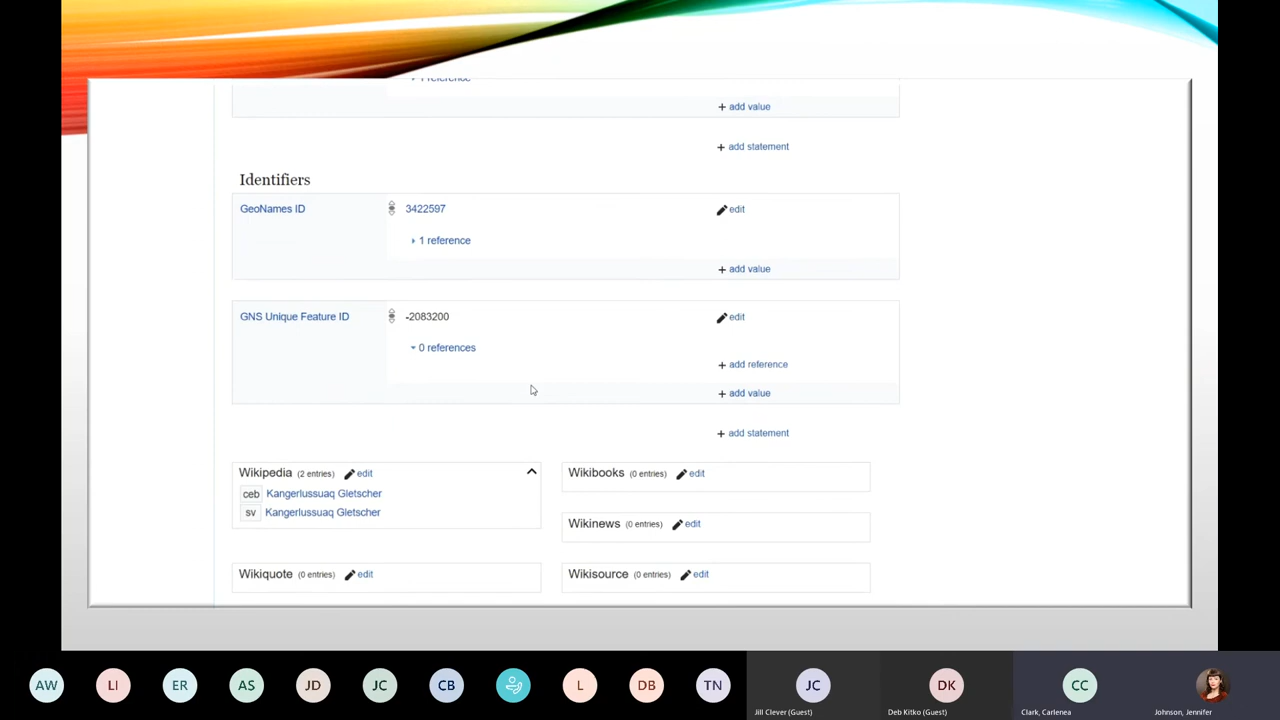 1 reference
+ add value
+ add statement
Identifiers
GeoNames ID 3422597 edit
1 reference
+ add value
GNS Unique Feature ID -2083200 edit
0 references
+ add reference
+ add value
+ add statement
Wikipedia (2 entries) edit
ceb Kangerlussuaq Gletscher
sv Kangerlussuaq Gletscher
Wikibooks (0 entries) edit
Wikinews (0 entries) edit
Wikiquote (0 entries) edit
Wikisource (0 entries) edit
AW LI ER AS JD JC CB L DB TN JC DK CC
Jill Clever (Guest) Deb Kitko (Guest) Clark, Carlenea Johnson, Jennifer